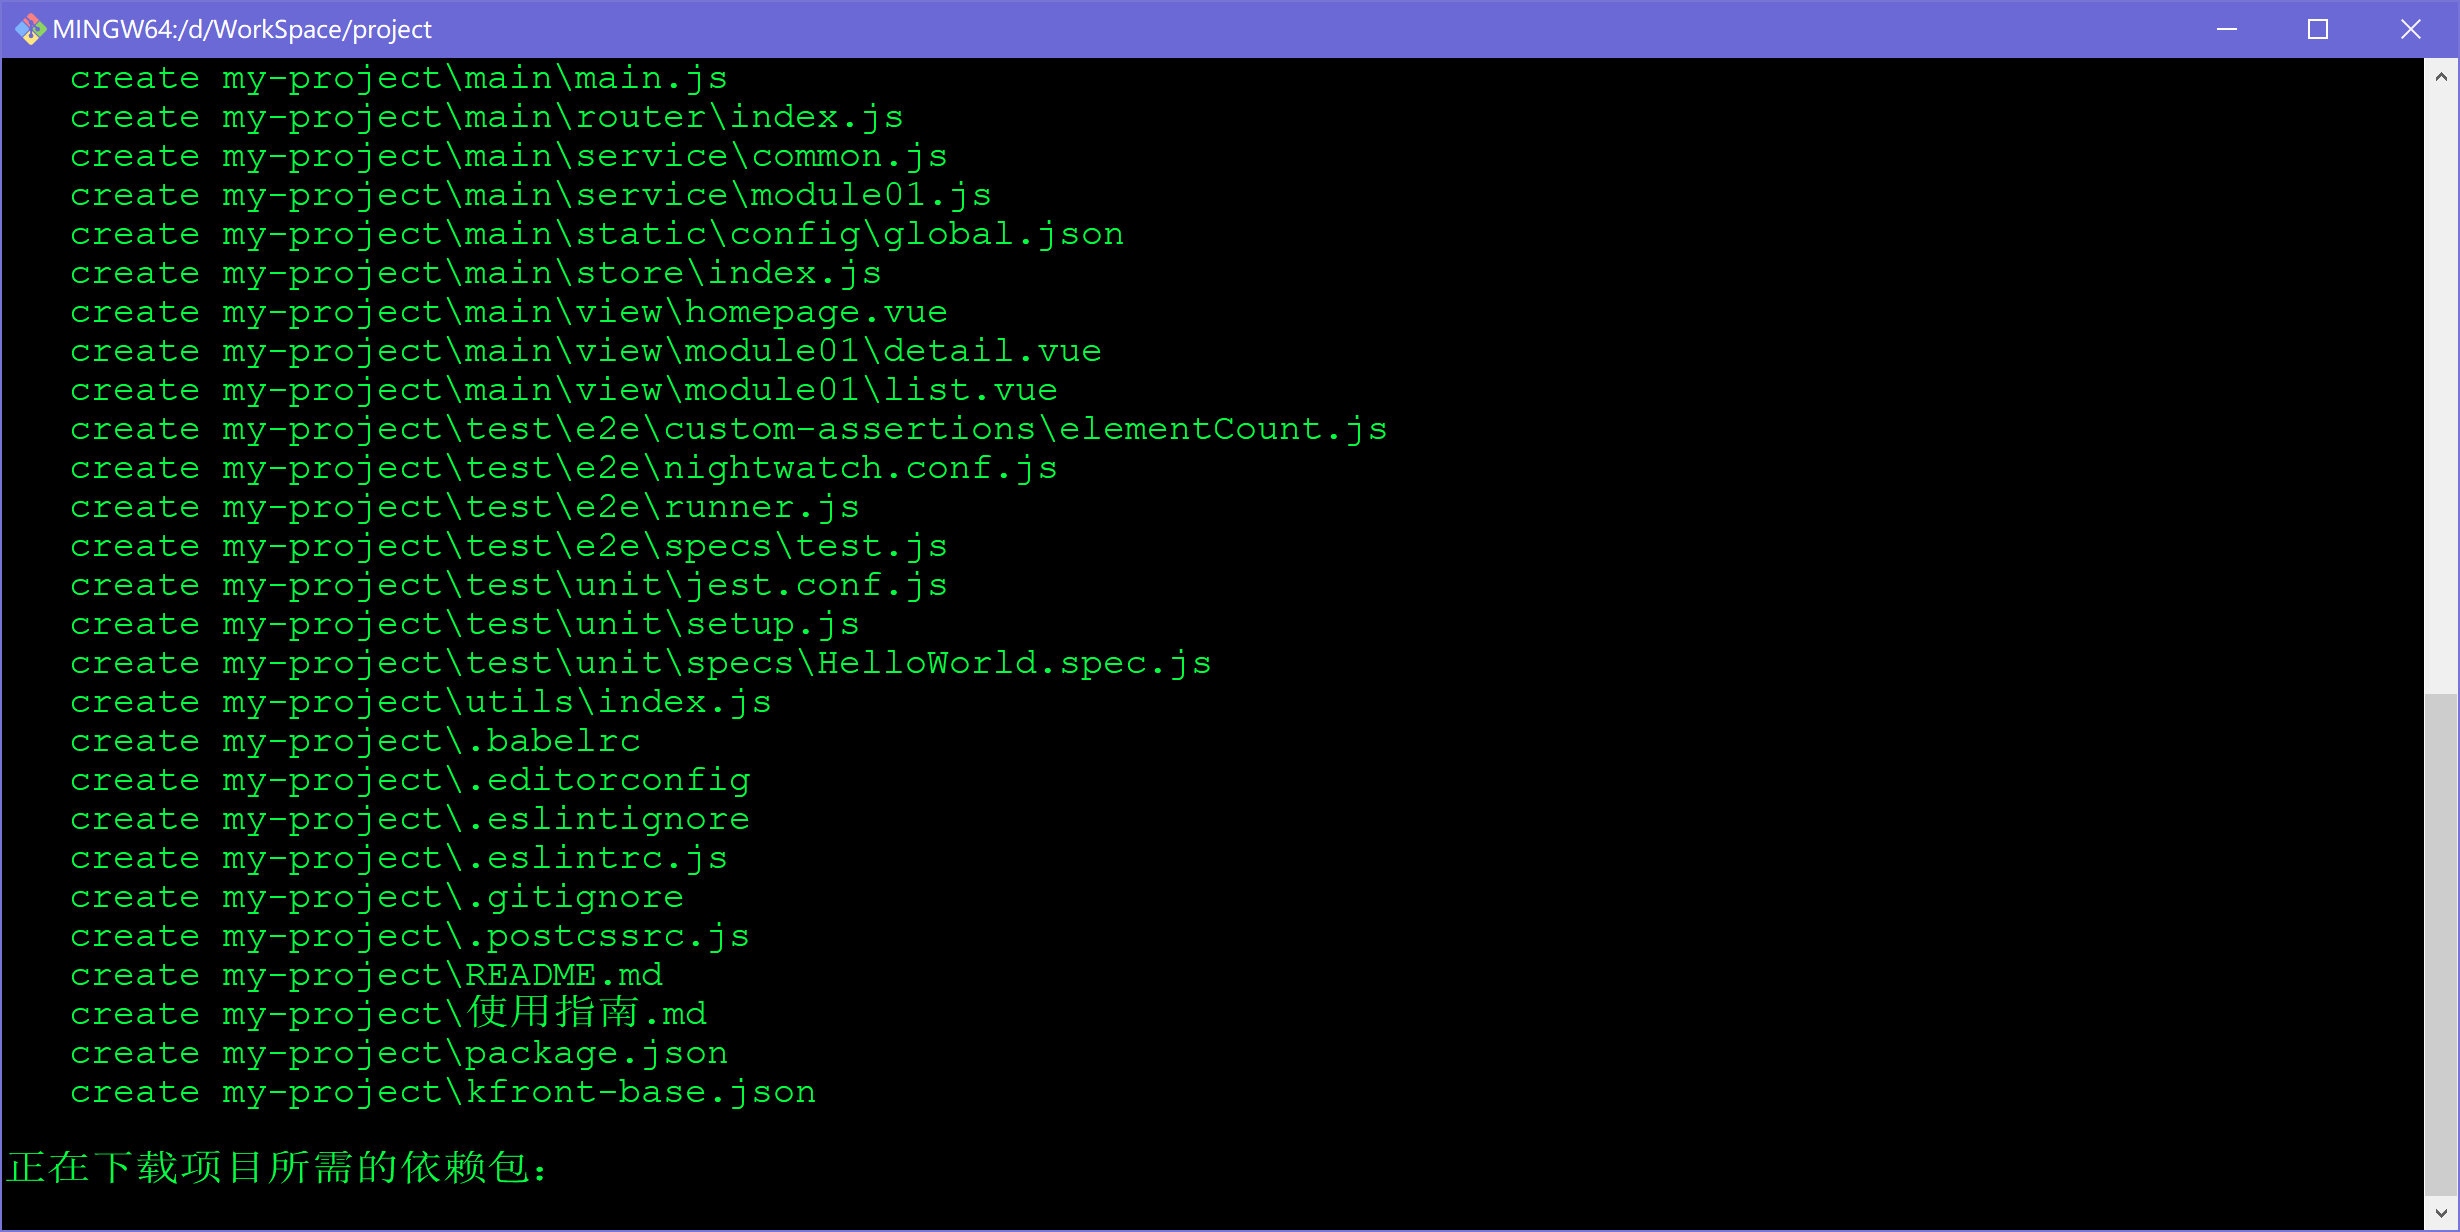 MINGW64:/d/WorkSpace/project
create my-project\main\main.js
create my-project\main\router\index.js
create my-project\main\service\common.js
create my-project\main\service\module01.js
create my-project\main\static\config\global.json
create my-project\main\store\index.js
create my-project\main\view\homepage.vue
create my-project\main\view\module01\detail.vue
create my-project\main\view\module01\list.vue
create my-project\test\e2e\custom-assertions\elementCount.js
create my-project\test\e2e\nightwatch.conf.js
create my-project\test\e2e\runner.js
create my-project\test\e2e\specs\test.js
create my-project\test\unit\jest.conf.js
create my-project\test\unit\setup.js
create my-project\test\unit\specs\HelloWorld.spec.js
create my-project\utils\index.js
create my-project\.babelrc
create my-project\.editorconfig
create my-project\.eslintignore
create my-project\.eslintrc.js
create my-project\.gitignore
create my-project\.postcssrc.js
create my-project\README.md
create my-project\使用指南.md
create my-project\package.json
create my-project\kfront-base.json
正在下载项目所需的依赖包: